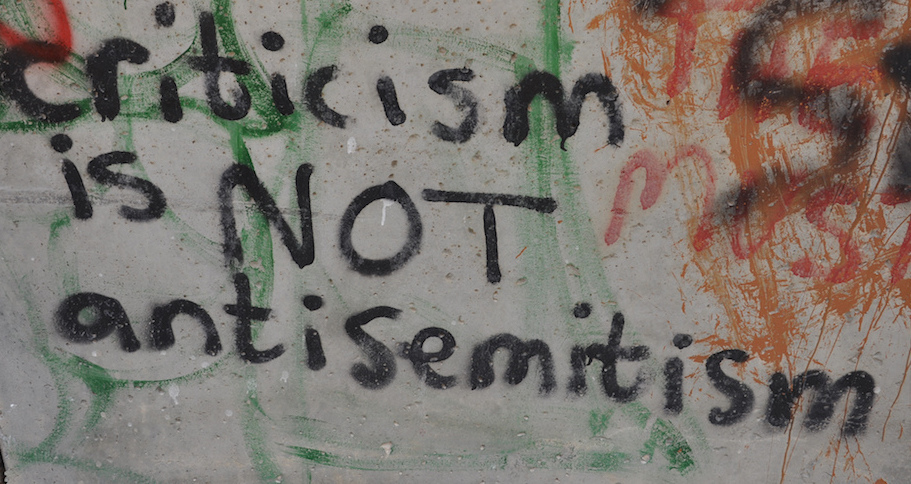 criticism
is NOT
antisemitism